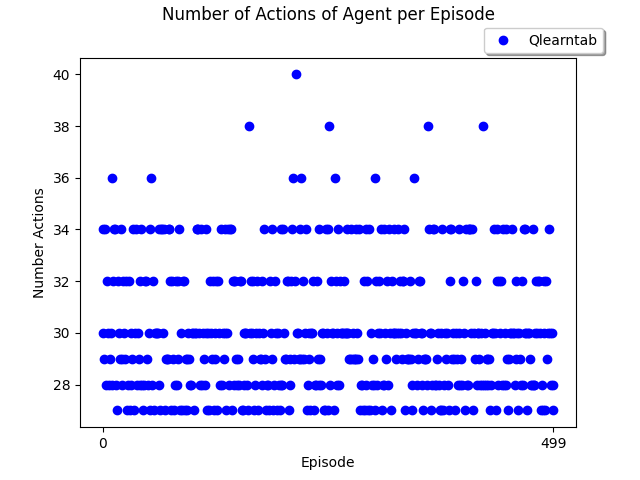 Number of Actions of Agent per Episode
Qlearntab
40
38
36
34
32
30
28
Number Actions
0
499
Episode